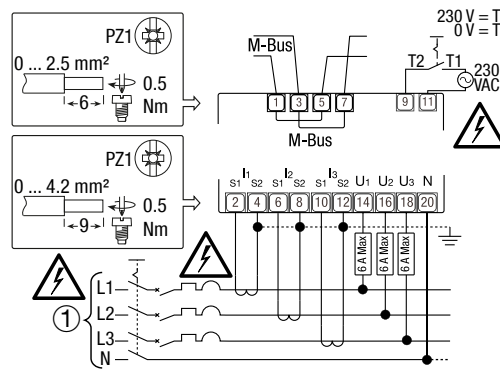 PZ1
0 ... 2.5 mm²
6
0.5
Nm
PZ1
0 ... 4.2 mm²
9
0.5
Nm
230 V = T
0 V = T
M-Bus
T2 T1
230
VAC
1 3 5 7 9 11
M-Bus
I1 I2 I3 U1 U2 U3 N
S1 S2 S1 S2 S1 S2
2 4 6 8 10 12 14 16 18 20
6 A Max 6 A Max 6 A Max
1
L1
L2
L3
N